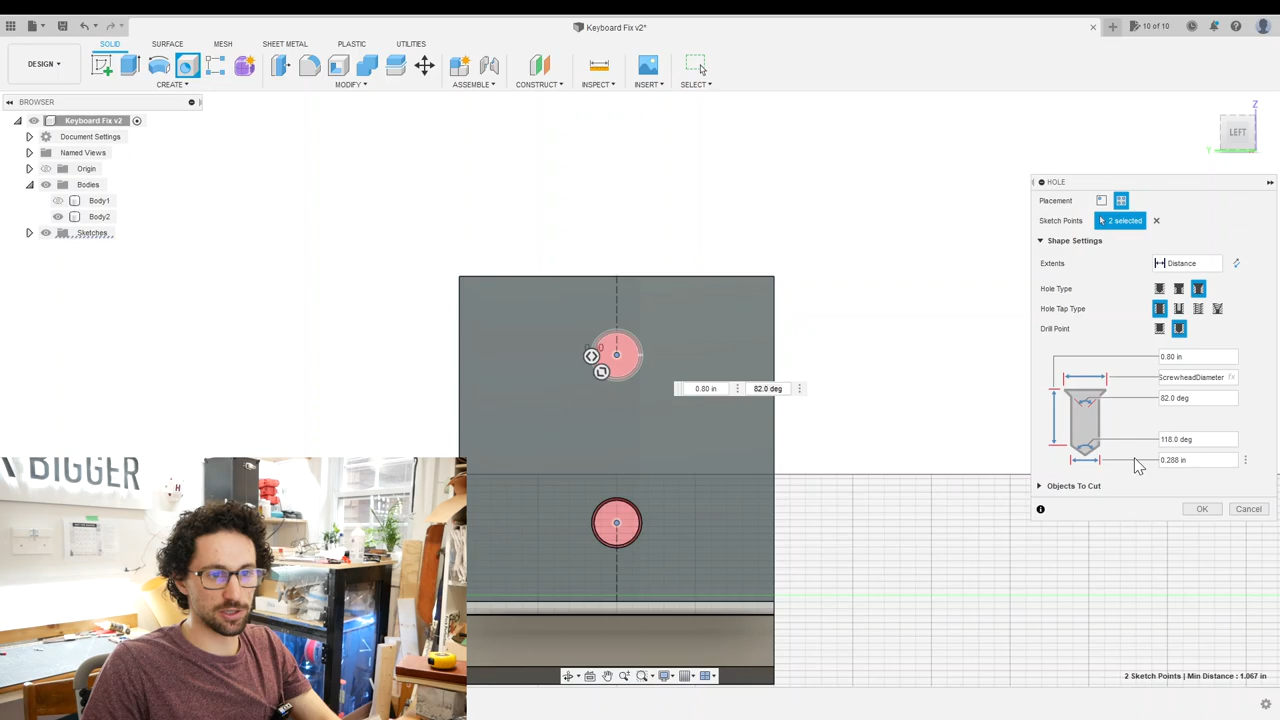 Keyboard Fix v2*
10 of 10
DESIGN
SOLID
SURFACE
MESH
SHEET METAL
PLASTIC
UTILITIES
CREATE
MODIFY
ASSEMBLE
CONSTRUCT
INSPECT
INSERT
SELECT
BROWSER
Keyboard Fix v2
Document Settings
Named Views
Origin
Bodies
Body1
Body2
Sketches
Z
LEFT
Y
HOLE
Placement
Sketch Points
2 selected
Shape Settings
Extents
Distance
Hole Type
Hole Tap Type
Drill Point
0.80 in
ScrewheadDiameter fx
82.0 deg
118.0 deg
0.288 in
Objects To Cut
OK
Cancel
0.80 in
82.0 deg
BIGGER
2 Sketch Points | Min Distance : 1.067 in